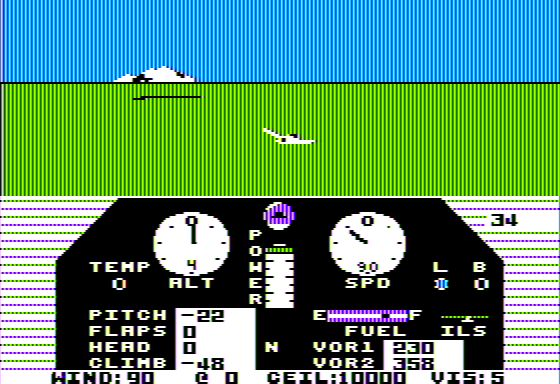 0 0
34
P
O
W
E
R
4 90
TEMP ALT SPD L B
PITCH -22 E F
FLAPS 0 FUEL ILS
HEAD 0 N VOR1 230
CLIMB -48 VOR2 358
WIND:90 @ 0 CEIL:10000 VIS:5